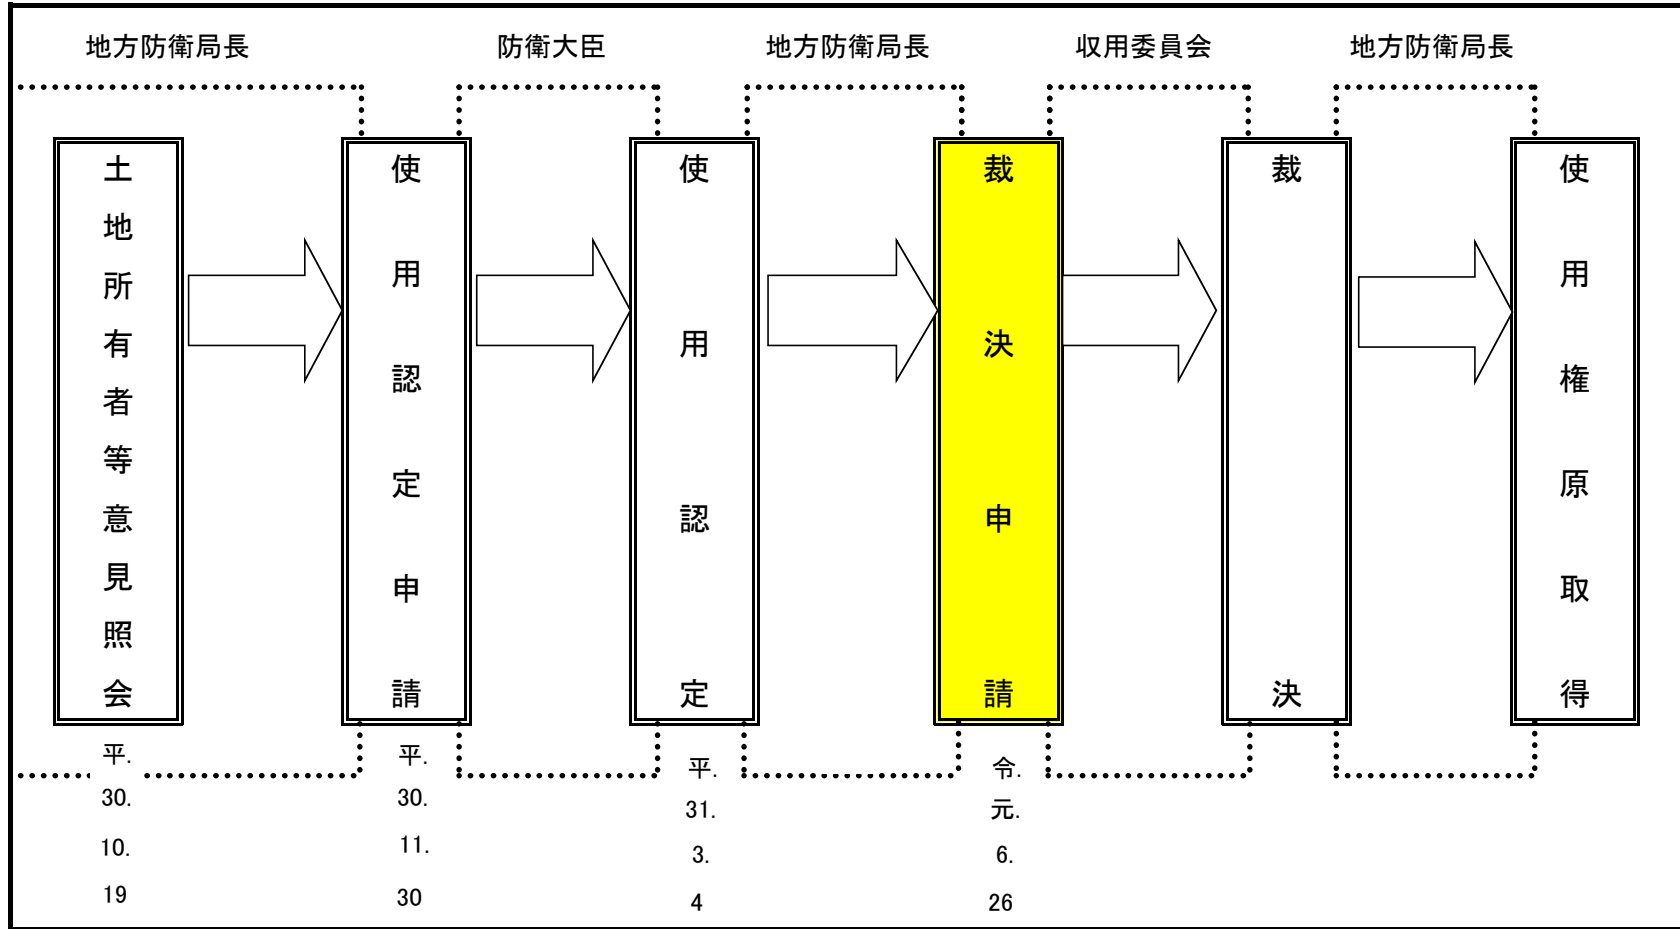 地方防衛局長 防衛大臣 地方防衛局長 収用委員会 地方防衛局長
土地所有者等意見照会
使用認定申請
使用認定
裁決申請
裁決
使用権原取得
平. 30. 10. 19
平. 30. 11. 30
平. 31. 3. 4
令. 元. 6. 26